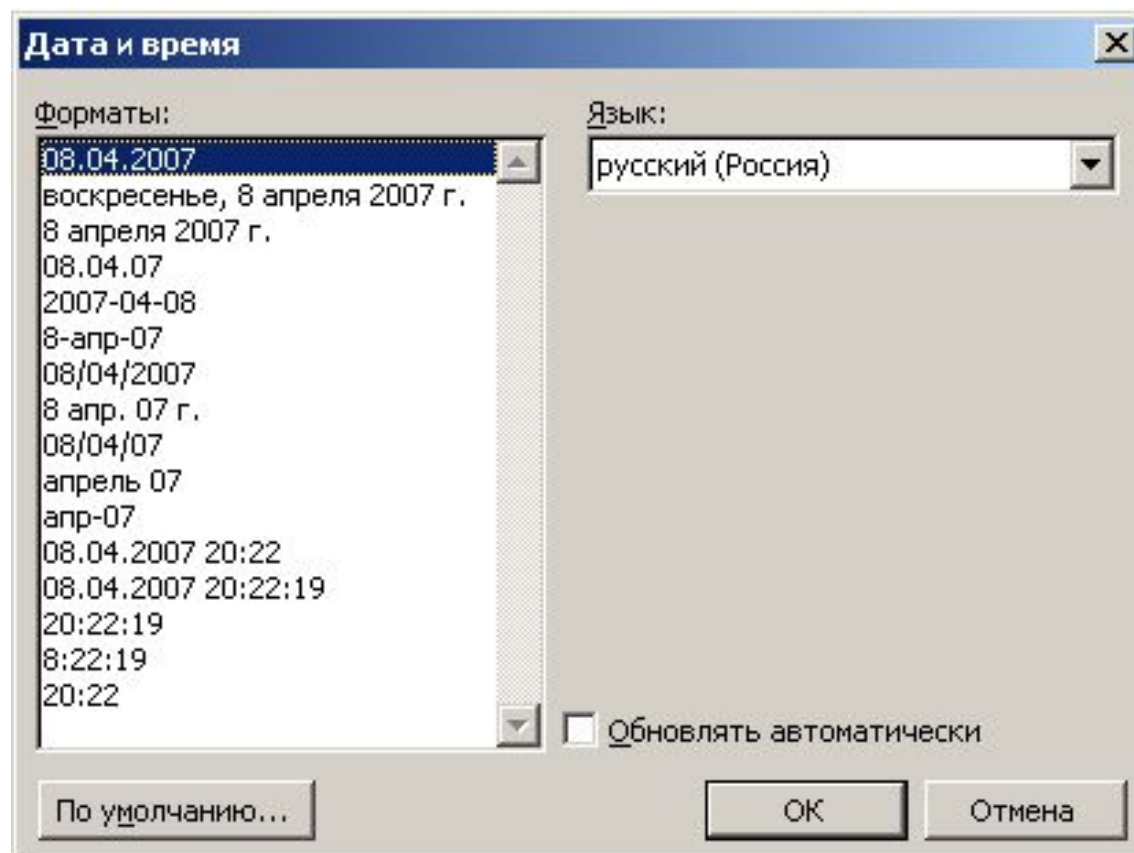 Дата и время
Форматы:
08.04.2007
воскресенье, 8 апреля 2007 г.
8 апреля 2007 г.
08.04.07
2007-04-08
8-апр-07
08/04/2007
8 апр. 07 г.
08/04/07
апрель 07
апр-07
08.04.2007 20:22
08.04.2007 20:22:19
20:22:19
8:22:19
20:22
Язык:
русский (Россия)
Обновлять автоматически
По умолчанию...
ОК
Отмена